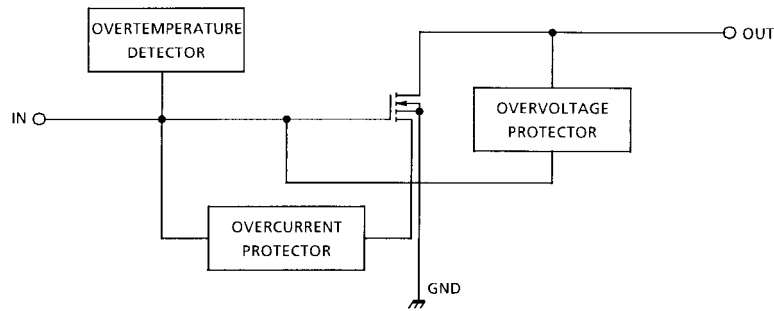 OVERTEMPERATURE
DETECTOR
OUT
OVERVOLTAGE
PROTECTOR
IN
OVERCURRENT
PROTECTOR
GND